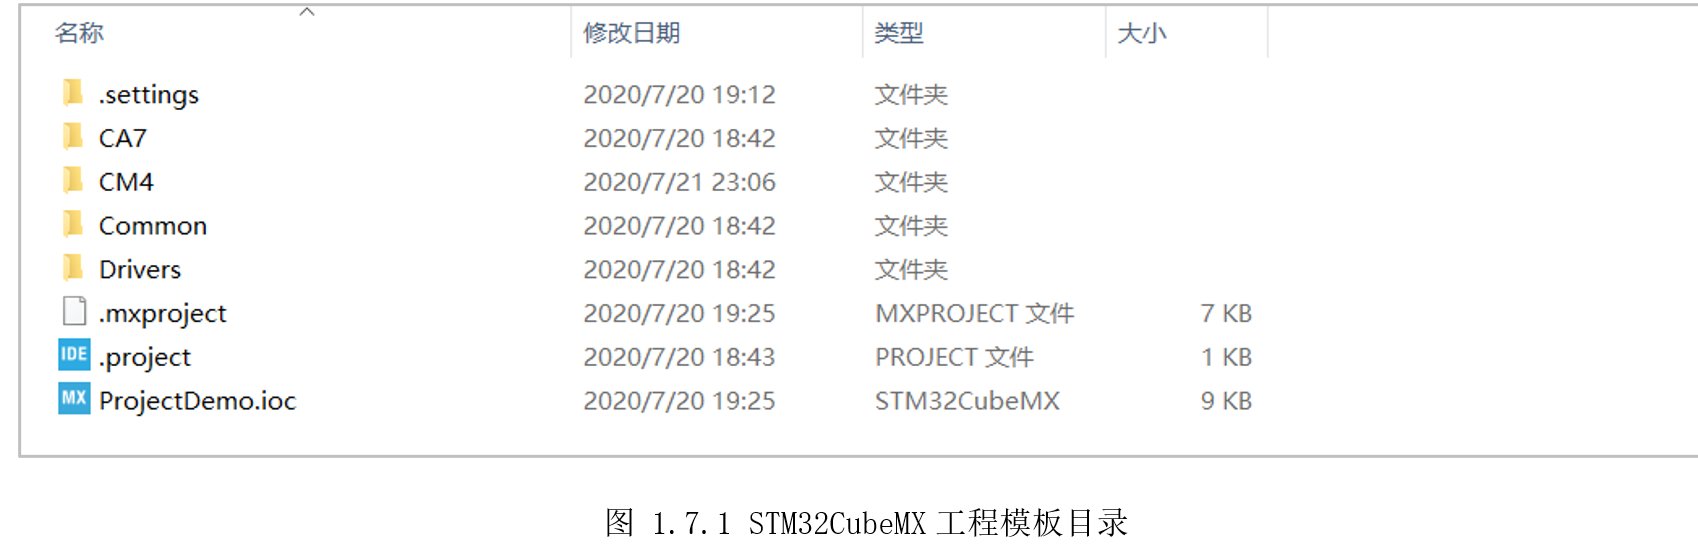 名称 修改日期 类型 大小
.settings 2020/7/20 19:12 文件夹
CA7 2020/7/20 18:42 文件夹
CM4 2020/7/21 23:06 文件夹
Common 2020/7/20 18:42 文件夹
Drivers 2020/7/20 18:42 文件夹
.mxproject 2020/7/20 19:25 MXPROJECT 文件 7 KB
IDE .project 2020/7/20 18:43 PROJECT 文件 1 KB
MX ProjectDemo.ioc 2020/7/20 19:25 STM32CubeMX 9 KB
图 1.7.1 STM32CubeMX 工程模板目录